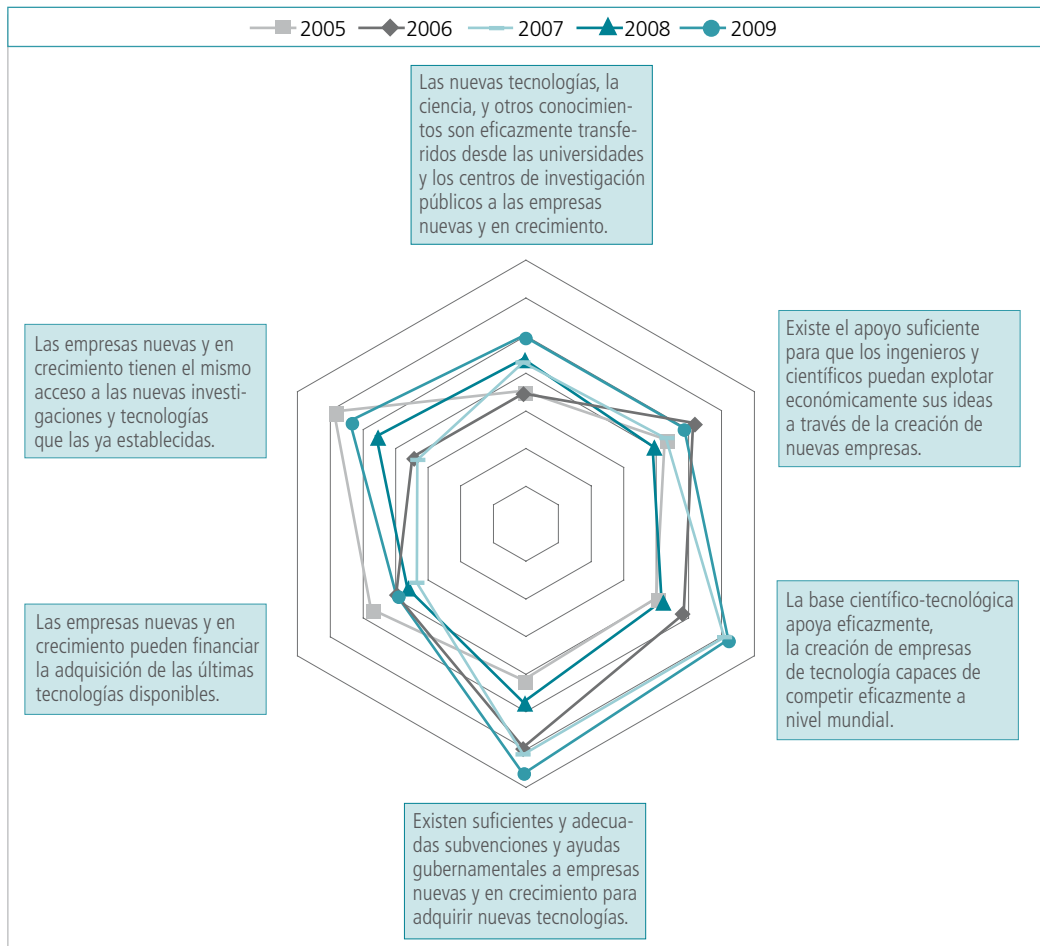 2005 2006 2007 2008 2009
Las nuevas tecnologías, la
ciencia, y otros conocimien-
tos son eficazmente transfe-
ridos desde las universidades
y los centros de investigación
públicos a las empresas
nuevas y en crecimiento.
Existe el apoyo suficiente
para que los ingenieros y
científicos puedan explotar
económicamente sus ideas
a través de la creación de
nuevas empresas.
Las empresas nuevas y en
crecimiento tienen el mismo
acceso a las nuevas investi-
gaciones y tecnologías
que las ya establecidas.
La base científico-tecnológica
apoya eficazmente,
la creación de empresas
de tecnología capaces de
competir eficazmente a
nivel mundial.
Las empresas nuevas y en
crecimiento pueden financiar
la adquisición de las últimas
tecnologías disponibles.
Existen suficientes y adecua-
das subvenciones y ayudas
gubernamentales a empresas
nuevas y en crecimiento para
adquirir nuevas tecnologías.